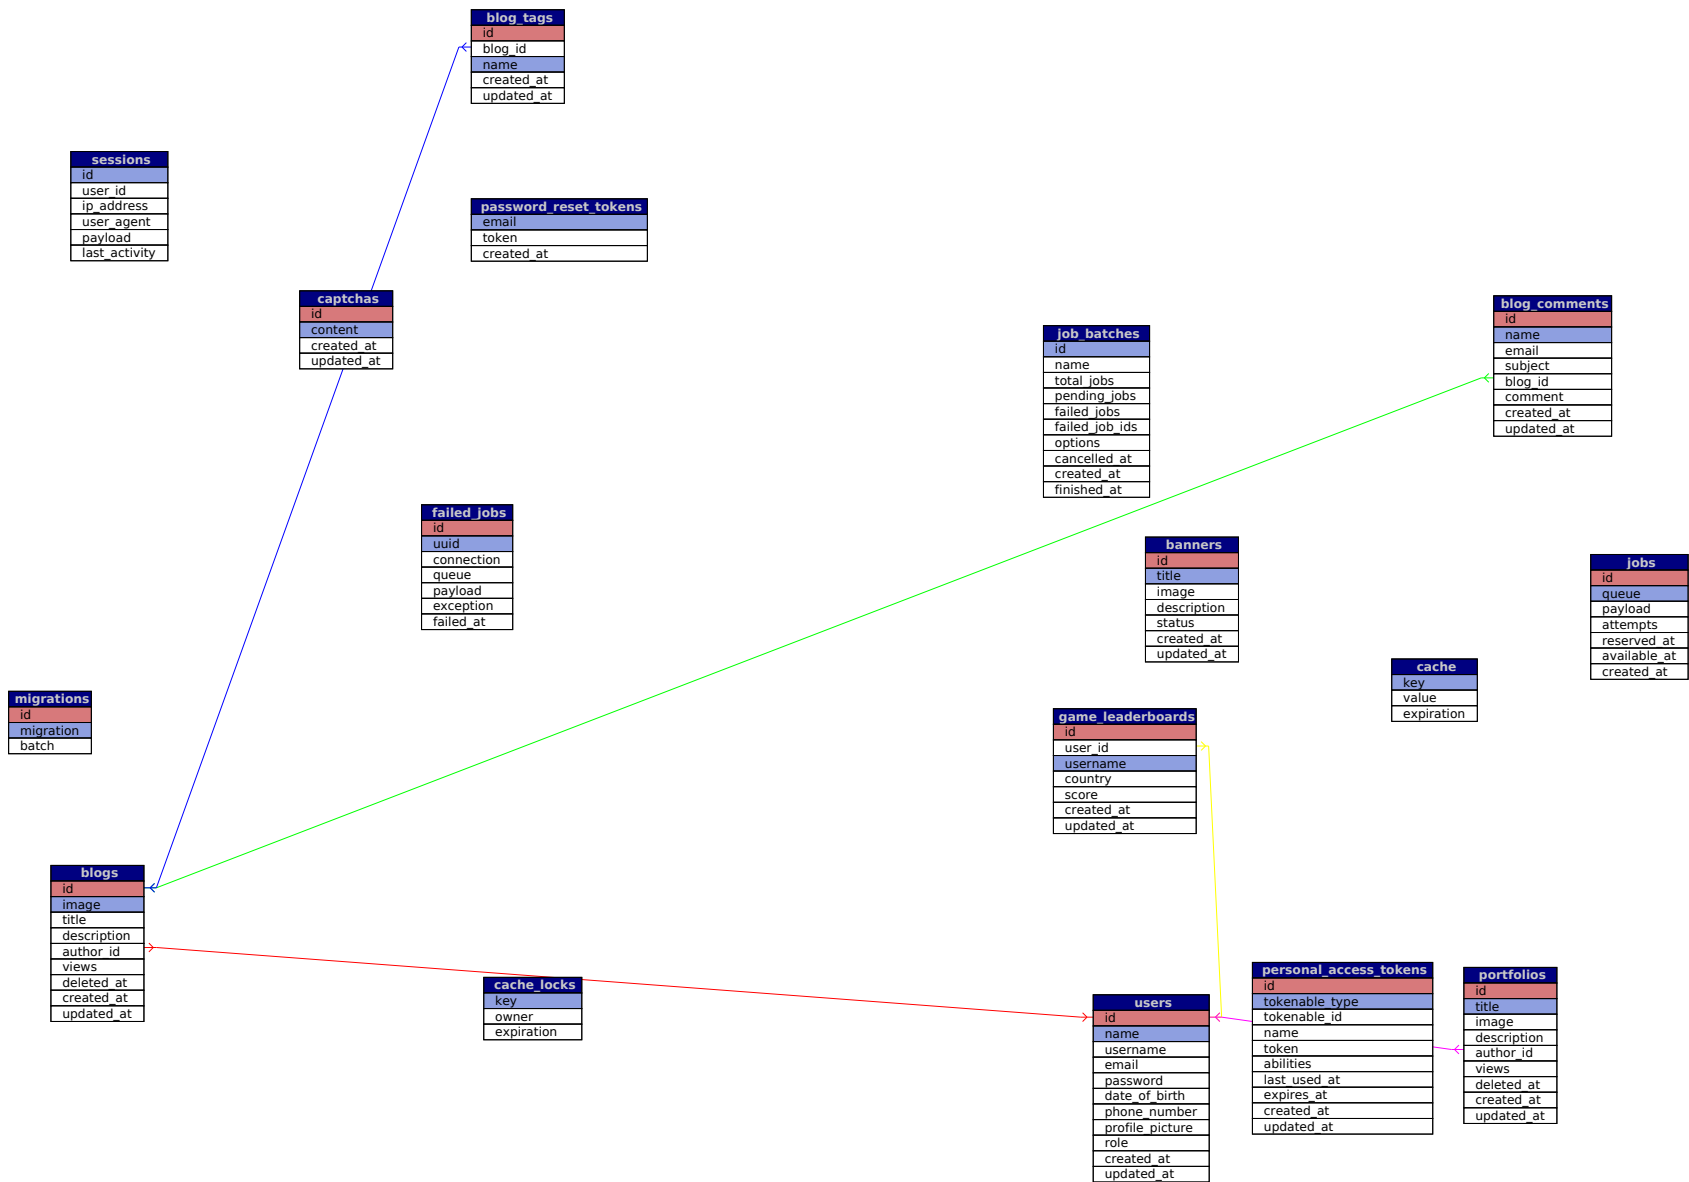 blog_tags
id
blog_id
name
created_at
updated_at
sessions
id
user_id
ip_address
user_agent
payload
last_activity
password_reset_tokens
email
token
created_at
captchas
id
content
created_at
updated_at
blog_comments
id
name
email
subject
blog_id
comment
created_at
updated_at
job_batches
id
name
total_jobs
pending_jobs
failed_jobs
failed_job_ids
options
cancelled_at
created_at
finished_at
failed_jobs
id
uuid
connection
queue
payload
exception
failed_at
banners
id
title
image
description
status
created_at
updated_at
jobs
id
queue
payload
attempts
reserved_at
available_at
created_at
cache
key
value
expiration
migrations
id
migration
batch
game_leaderboards
id
user_id
username
country
score
created_at
updated_at
blogs
id
image
title
description
author_id
views
deleted_at
created_at
updated_at
cache_locks
key
owner
expiration
users
id
name
username
email
password
date_of_birth
phone_number
profile_picture
role
created_at
updated_at
personal_access_tokens
id
tokenable_type
tokenable_id
name
token
abilities
last_used_at
expires_at
created_at
updated_at
portfolios
id
title
image
description
author_id
views
deleted_at
created_at
updated_at